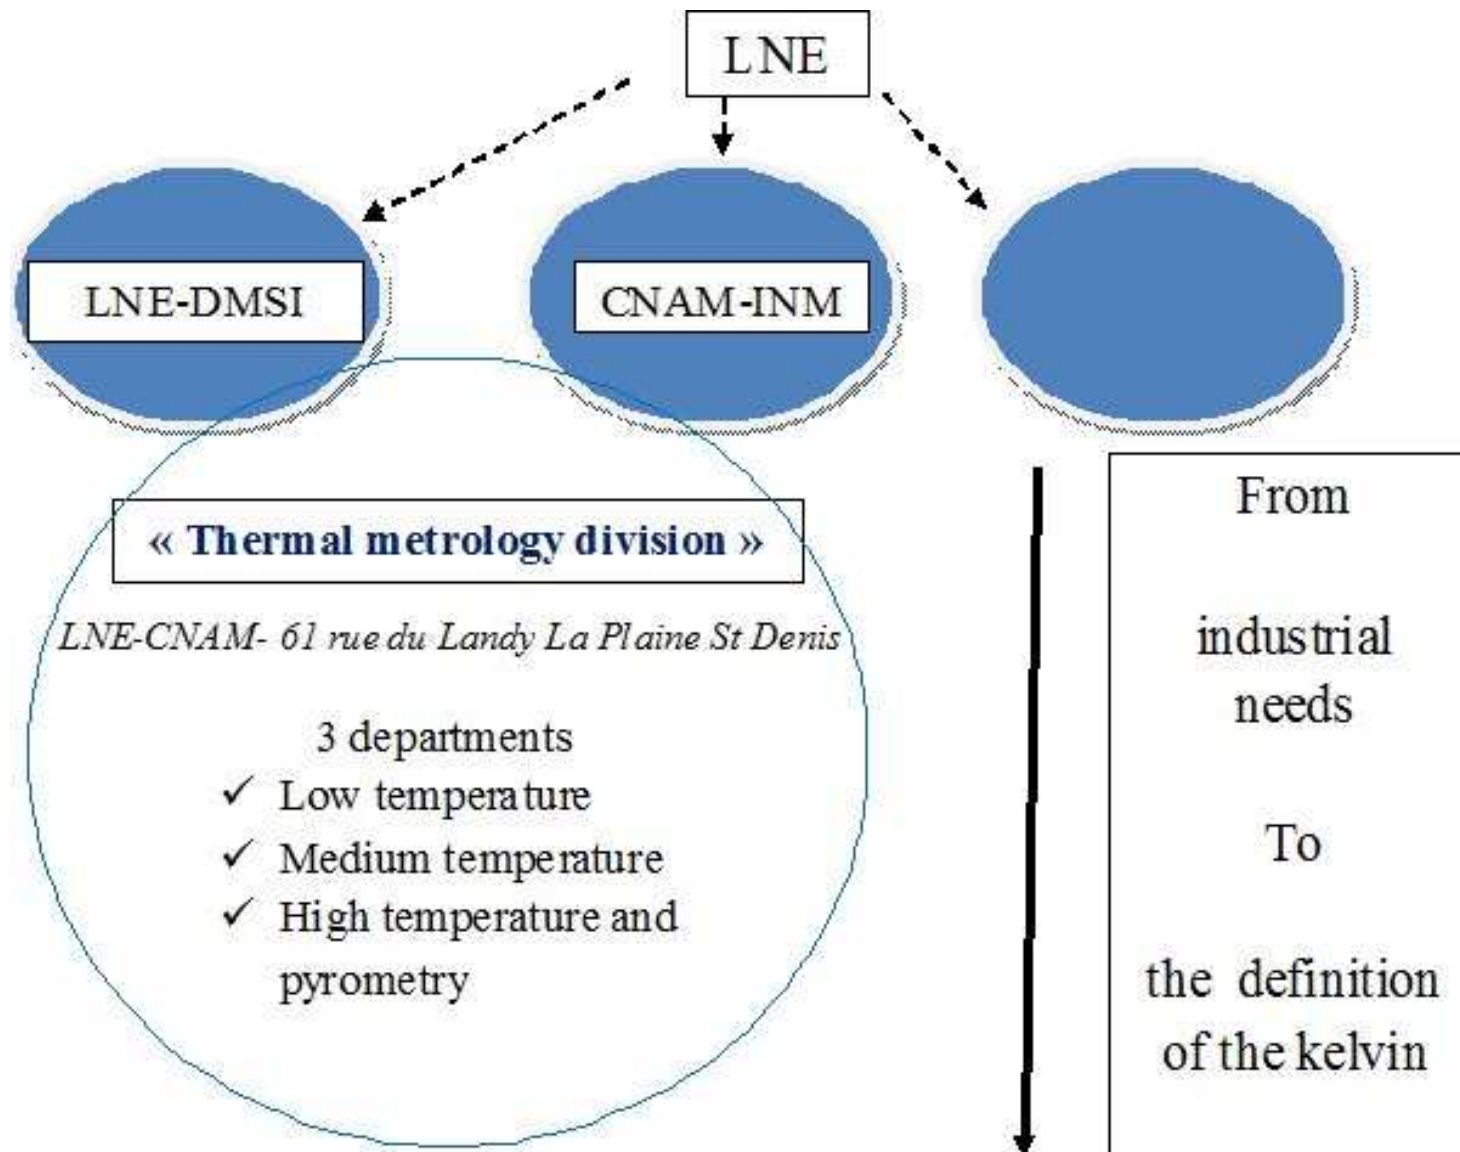 LNE
LNE-DMSI
CNAM-INM
« Thermal metrology division »
LNE-CNAM- 61 rue du Landy La Plaine St Denis
3 departments
✓ Low temperature
✓ Medium temperature
✓ High temperature and
pyrometry
From
industrial
needs
To
the definition
of the kelvin